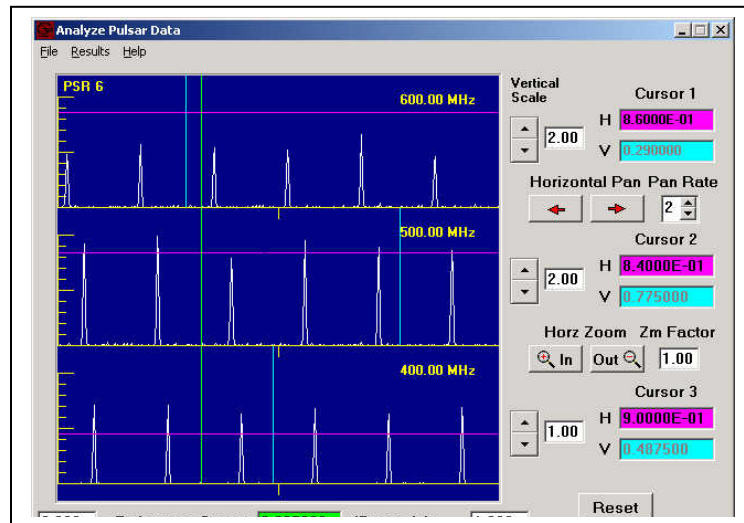 Analyze Pulsar Data
File Results Help
PSR 6
600.00 MHz
500.00 MHz
400.00 MHz
Vertical
Scale
2.00
Cursor 1
H 8.6000E-01
V 0.290000
Horizontal Pan Pan Rate
2
Cursor 2
2.00
H 8.4000E-01
V 0.775000
Horz Zoom Zm Factor
In Out 1.00
Cursor 3
1.00
H 9.0000E-01
V 0.487500
Reset